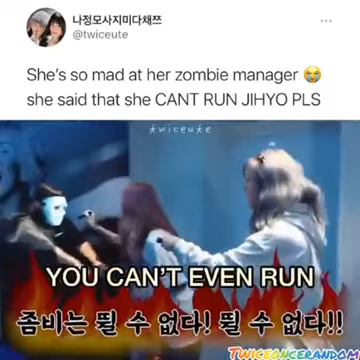 나정모사지미다채쯔
@twiceute
She's so mad at her zombie manager 😭
she said that she CANT RUN JIHYO PLS
twiceute
YOU CAN'T EVEN RUN
좀비는 뛸 수 없다! 뛸 수 없다!!
TWICEONCERANDOM